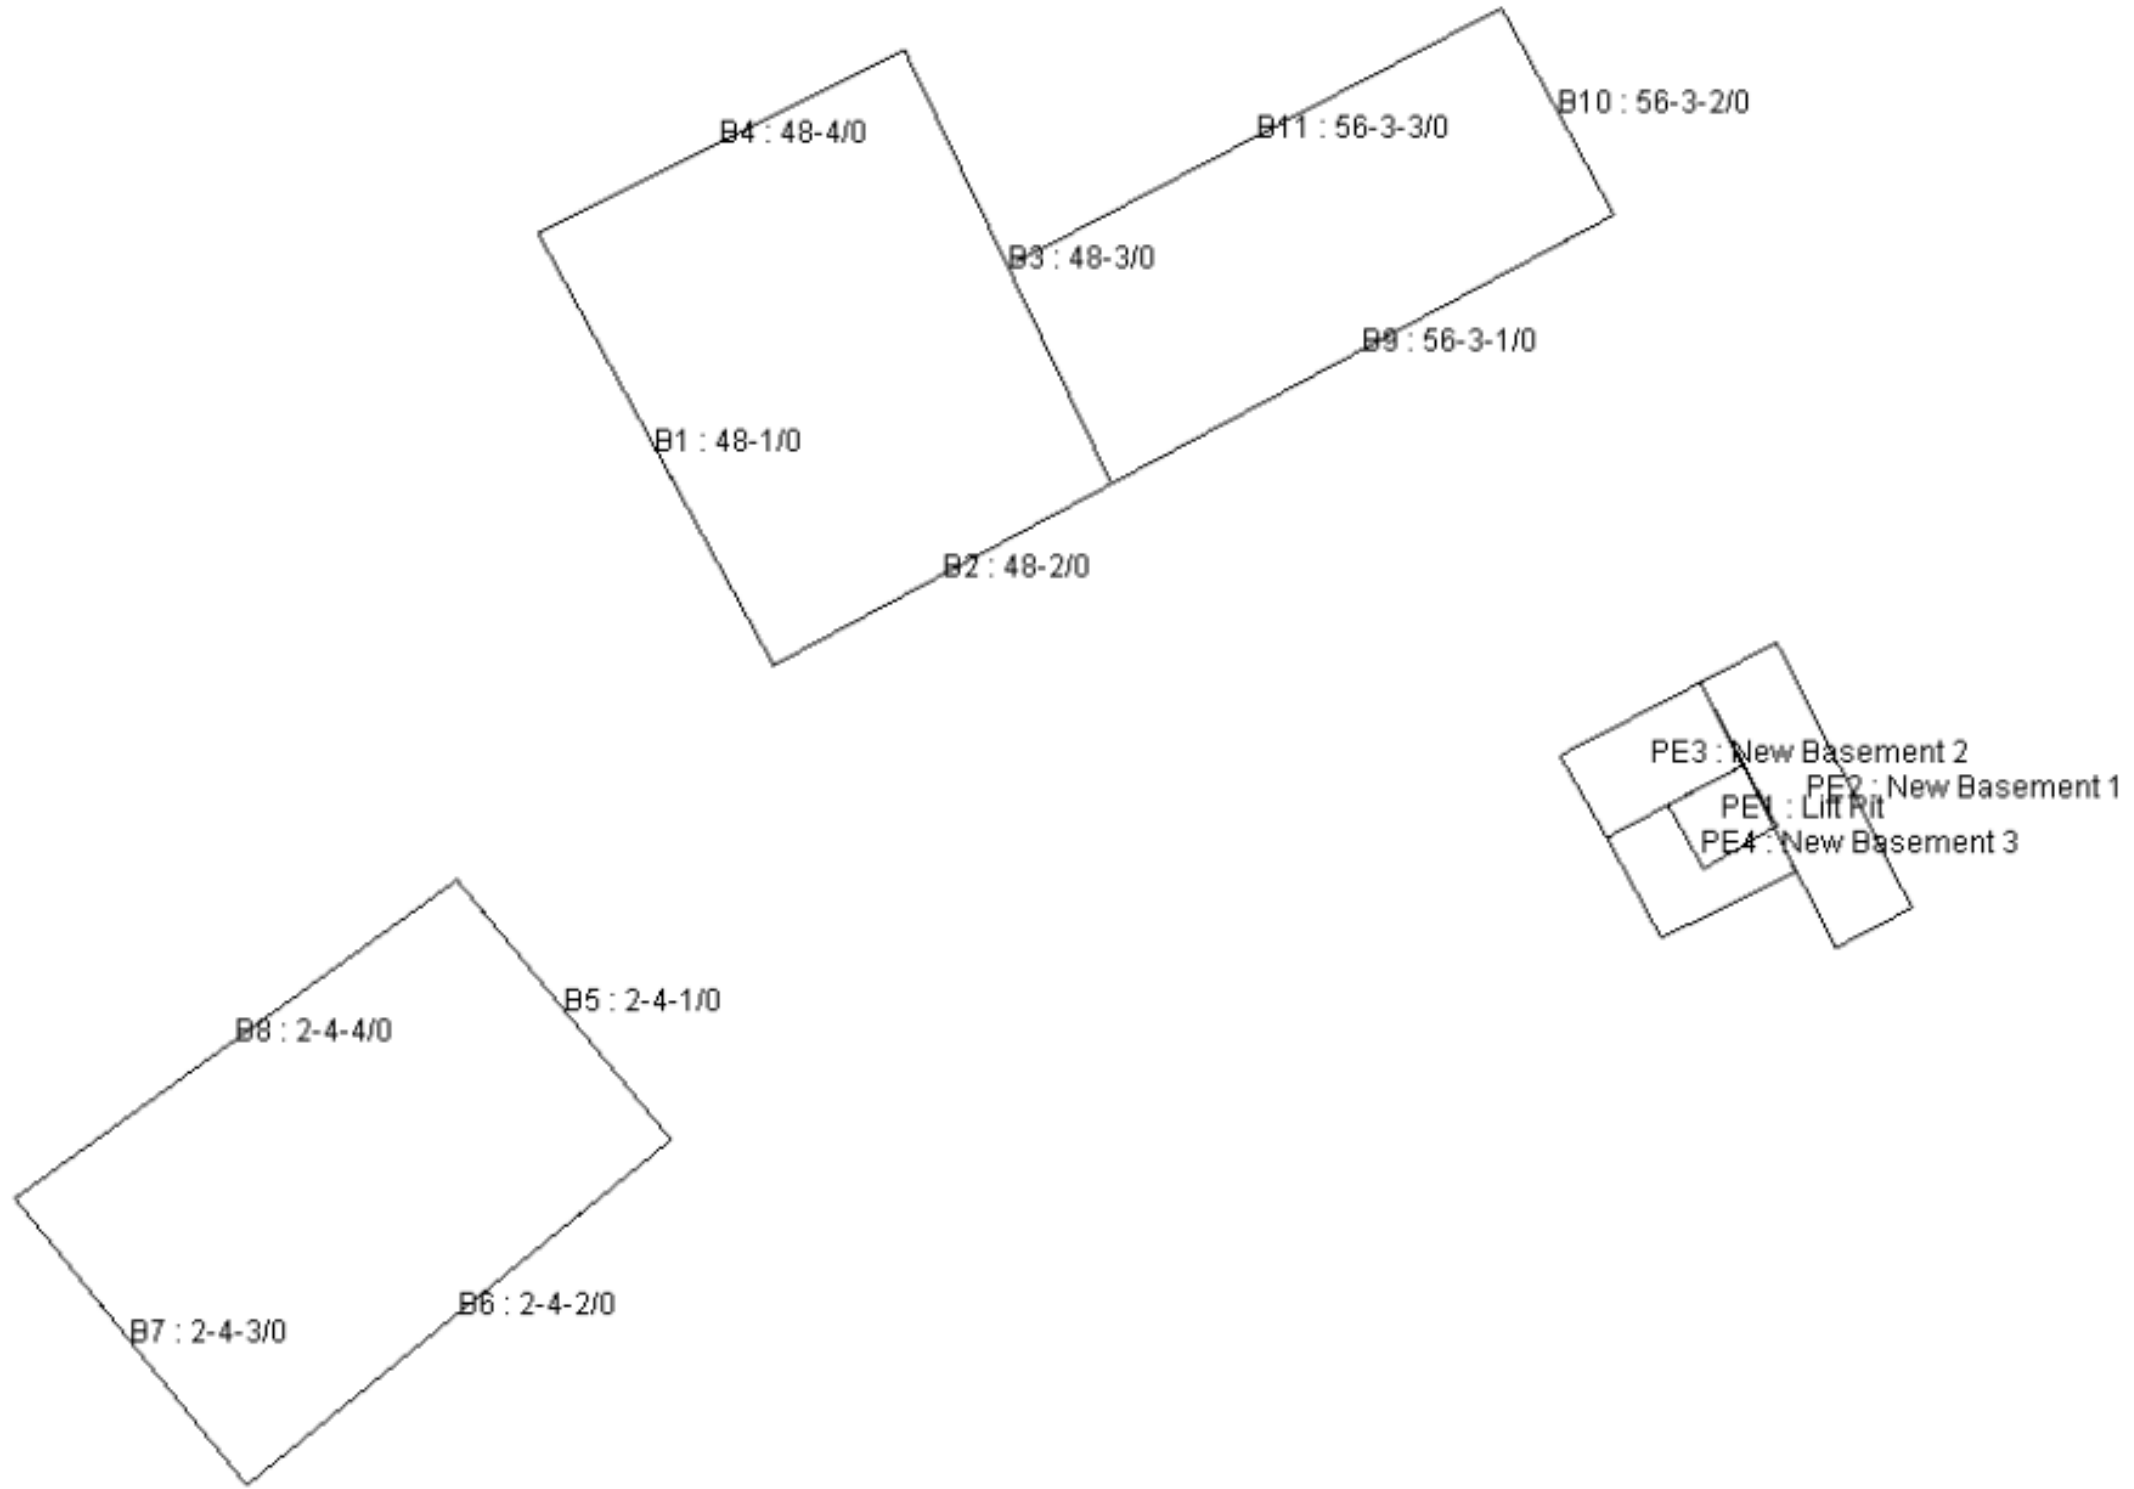 B10 : 56-3-2/0
B4 : 48-4/0
B11 : 56-3-3/0
B3 : 48-3/0
B9 : 56-3-1/0
B1 : 48-1/0
B2 : 48-2/0
PE3 : New Basement 2
PE2 : New Basement 1
PE1 : Lift Pit
PE4 : New Basement 3
B5 : 2-4-1/0
B8 : 2-4-4/0
B6 : 2-4-2/0
B7 : 2-4-3/0